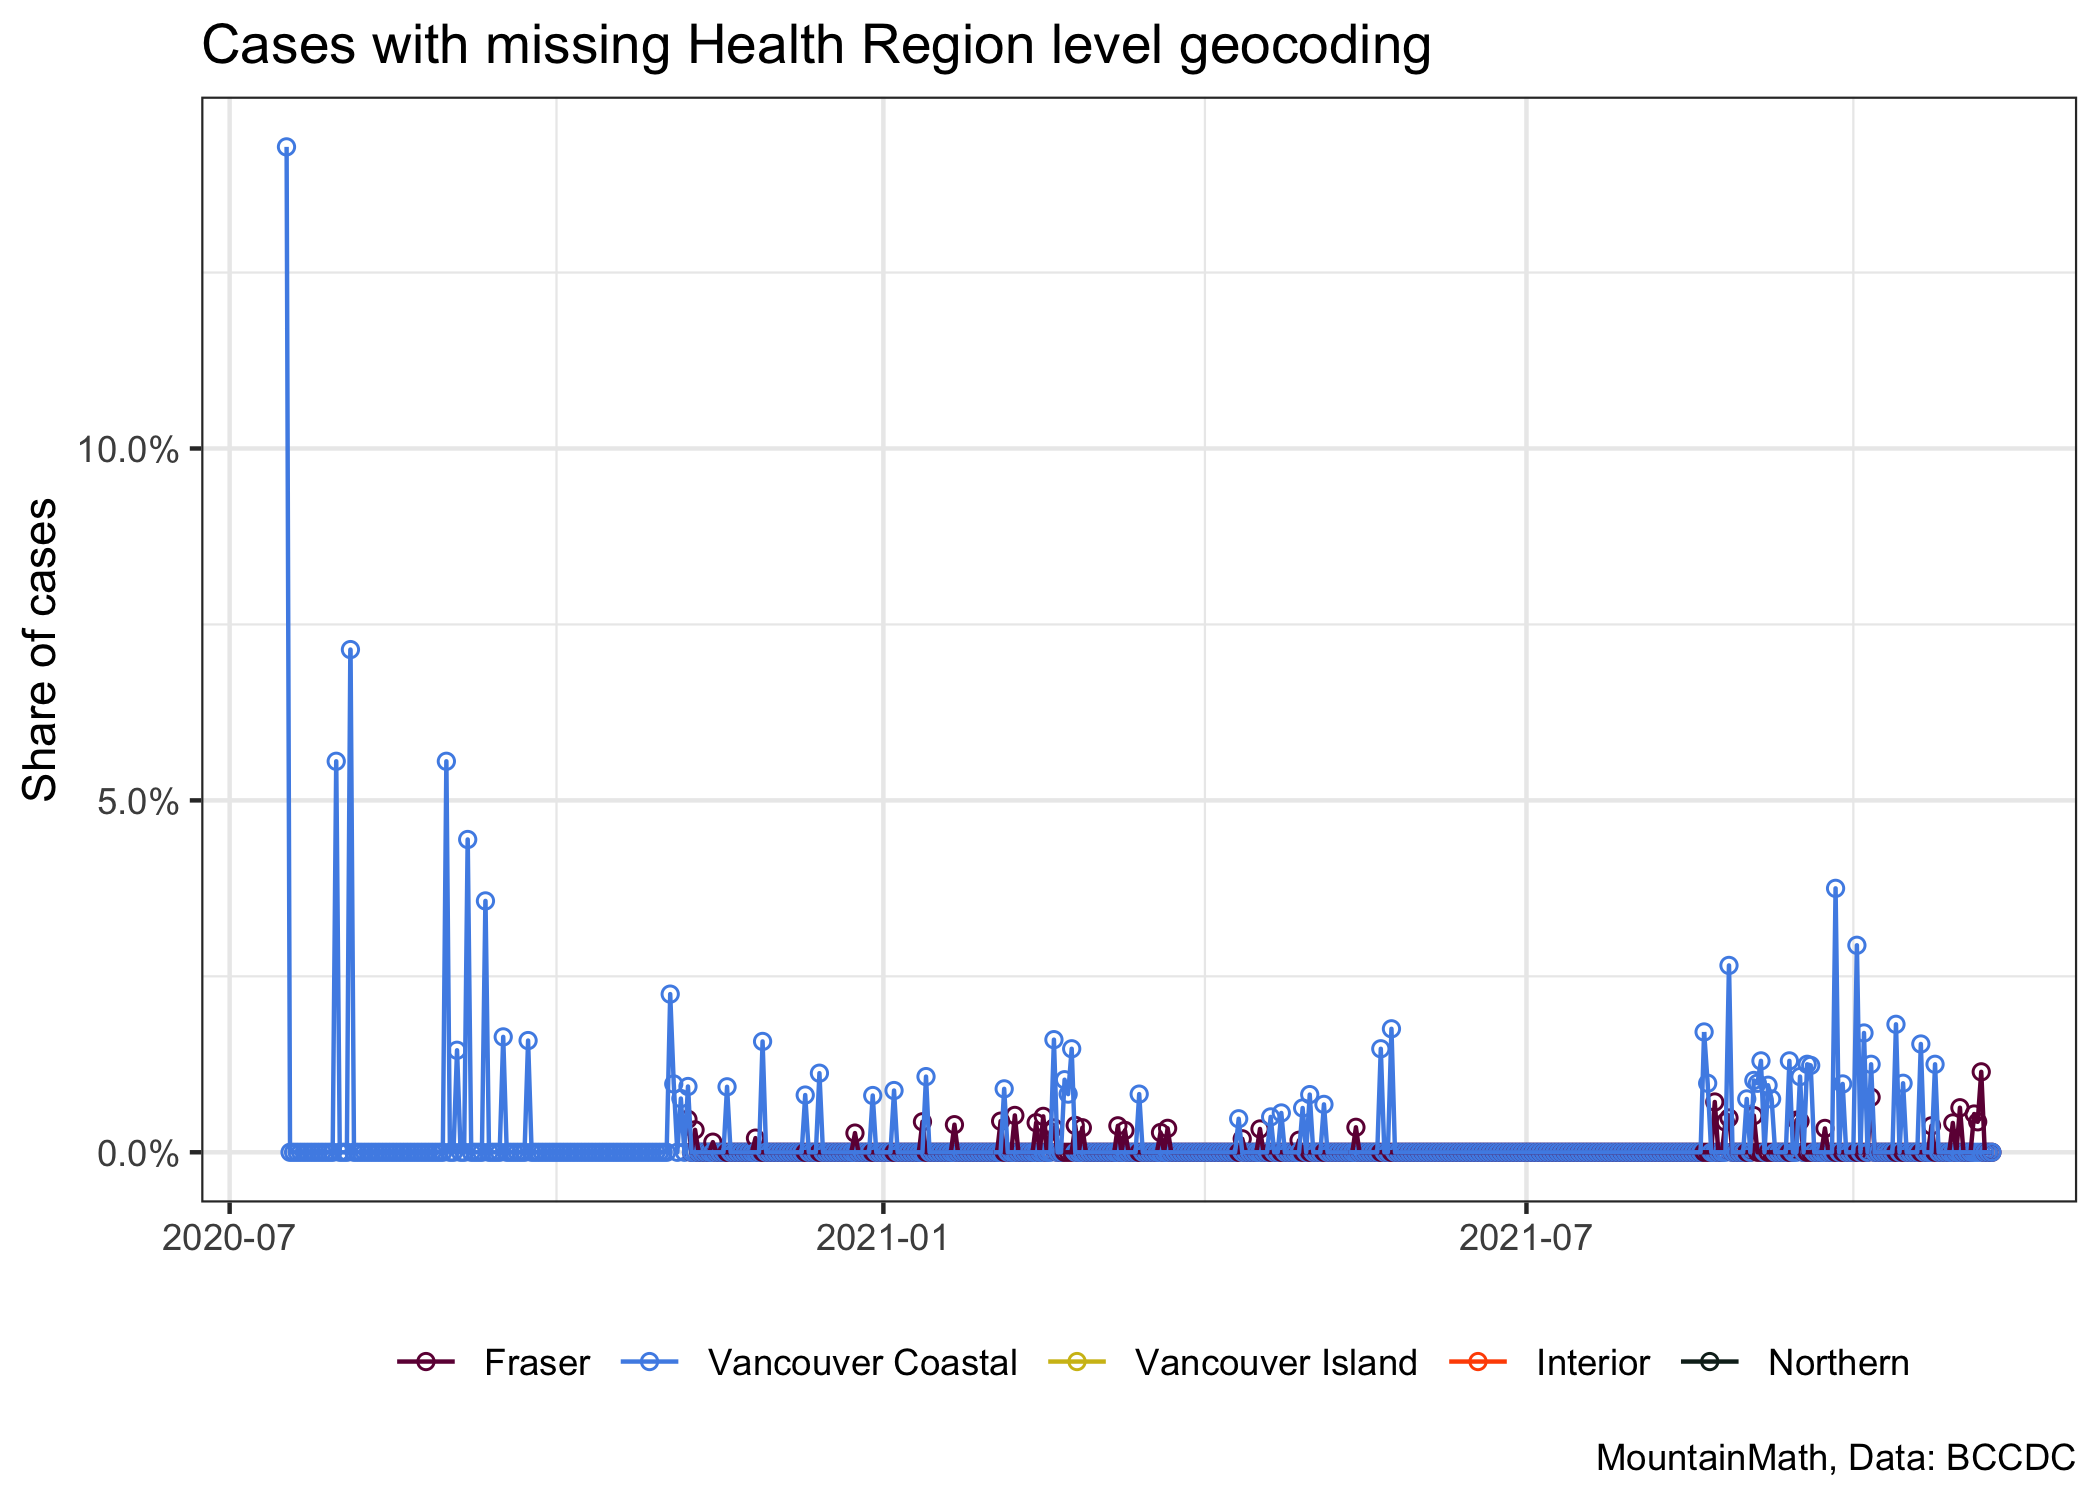 Cases with missing Health Region level geocoding
Share of cases
10.0%
5.0%
0.0%
2020-07 2021-01 2021-07
Fraser Vancouver Coastal Vancouver Island Interior Northern
MountainMath, Data: BCCDC